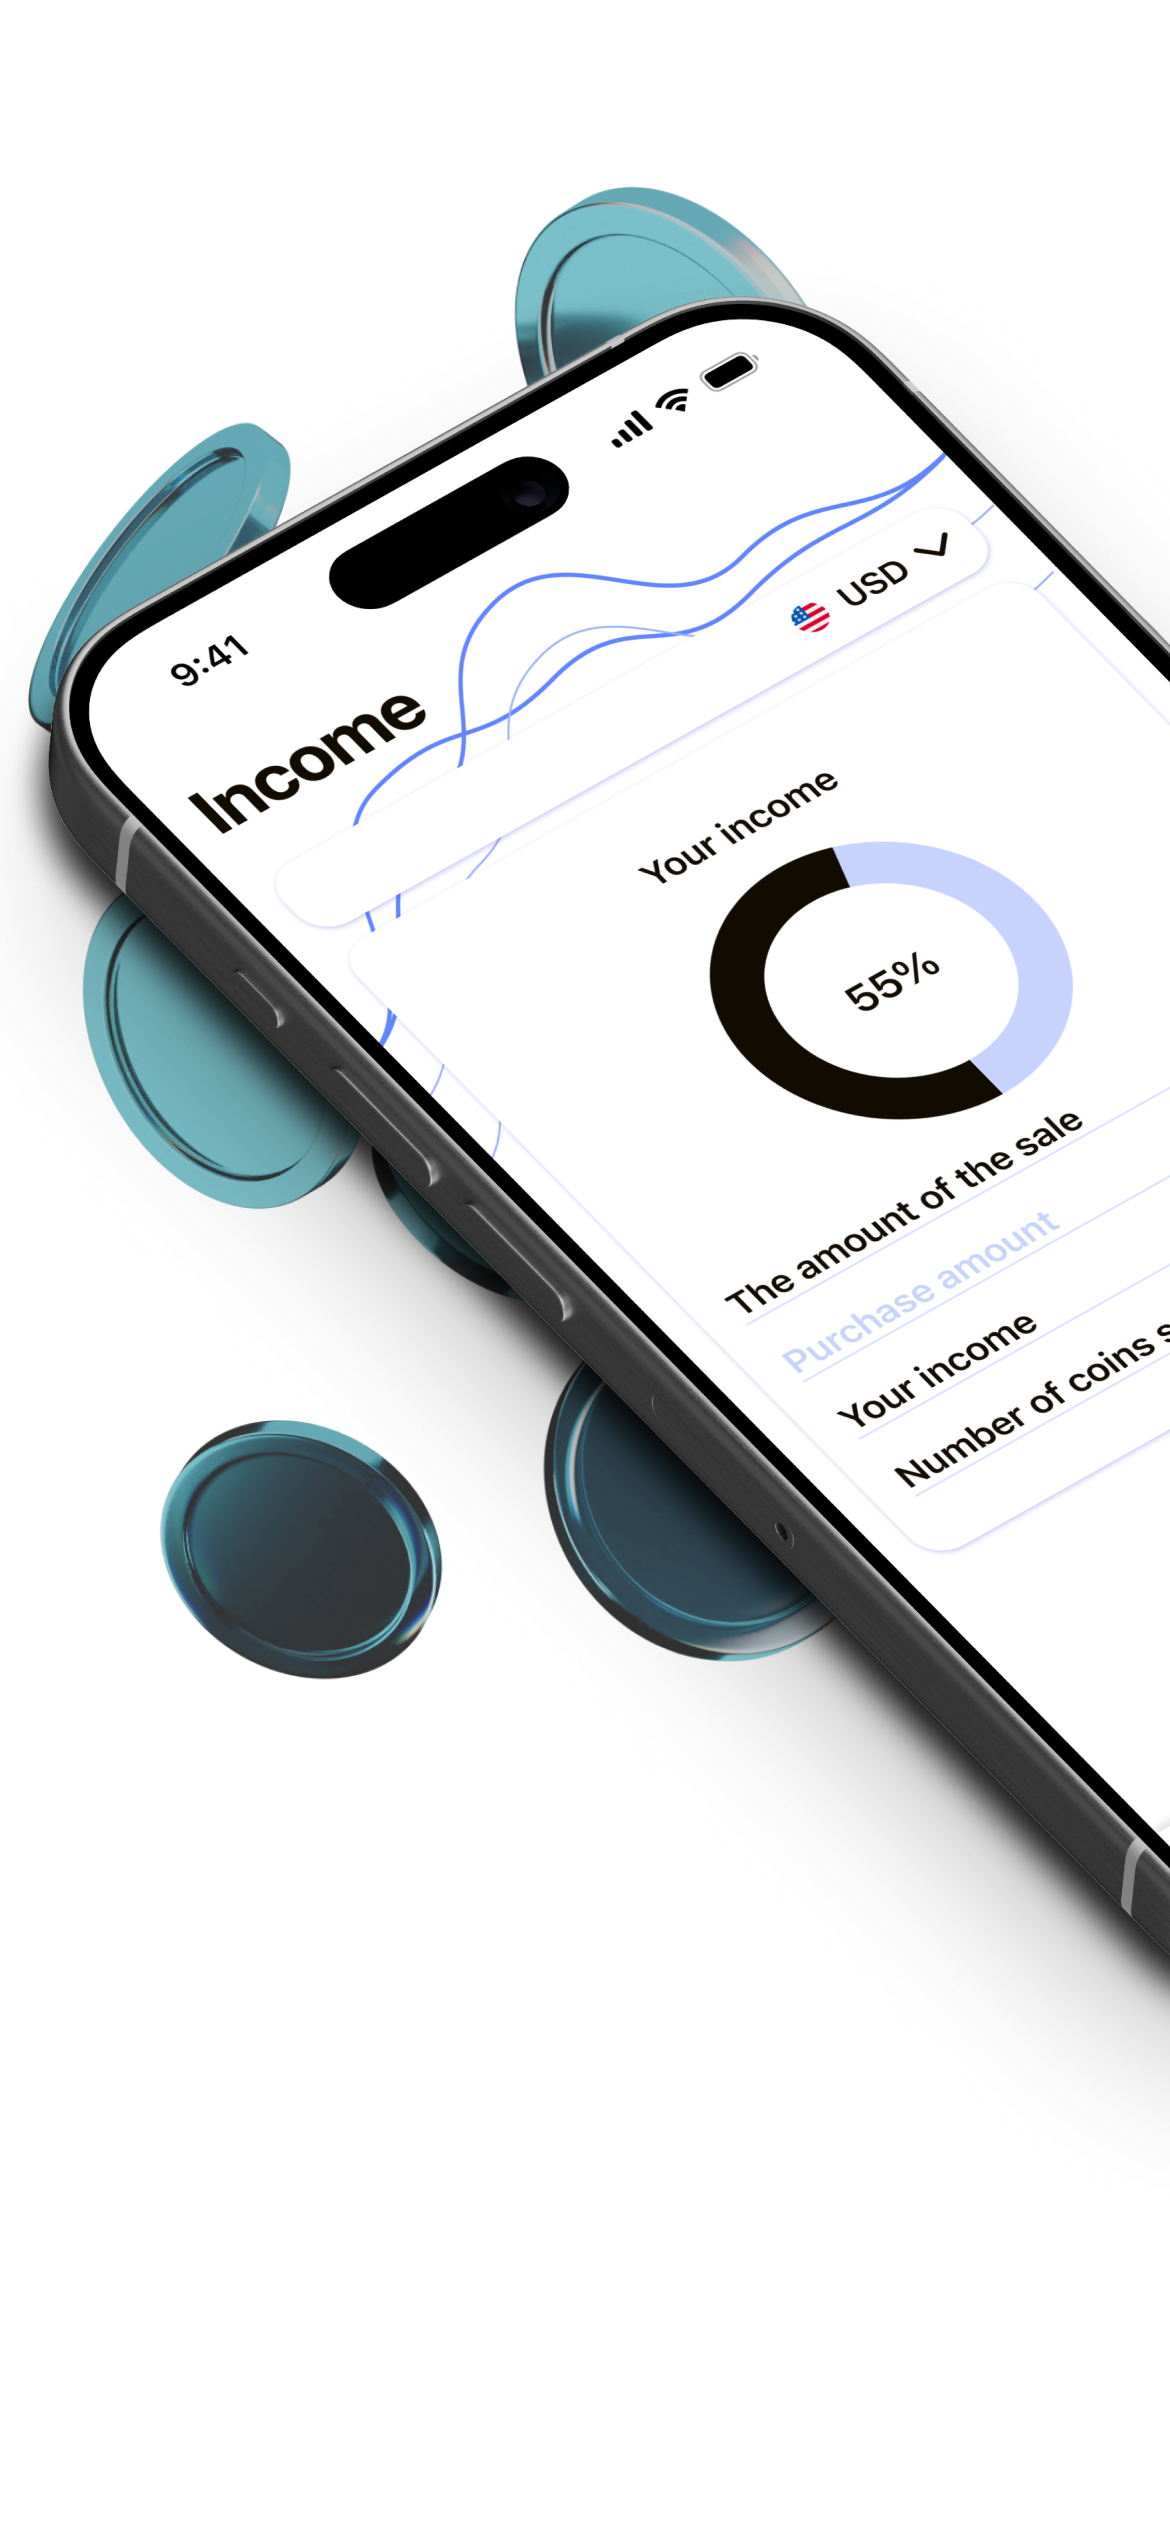 9:41
Income
USD
Your income
55%
The amount of the sale
Purchase amount
Your income
Number of coins